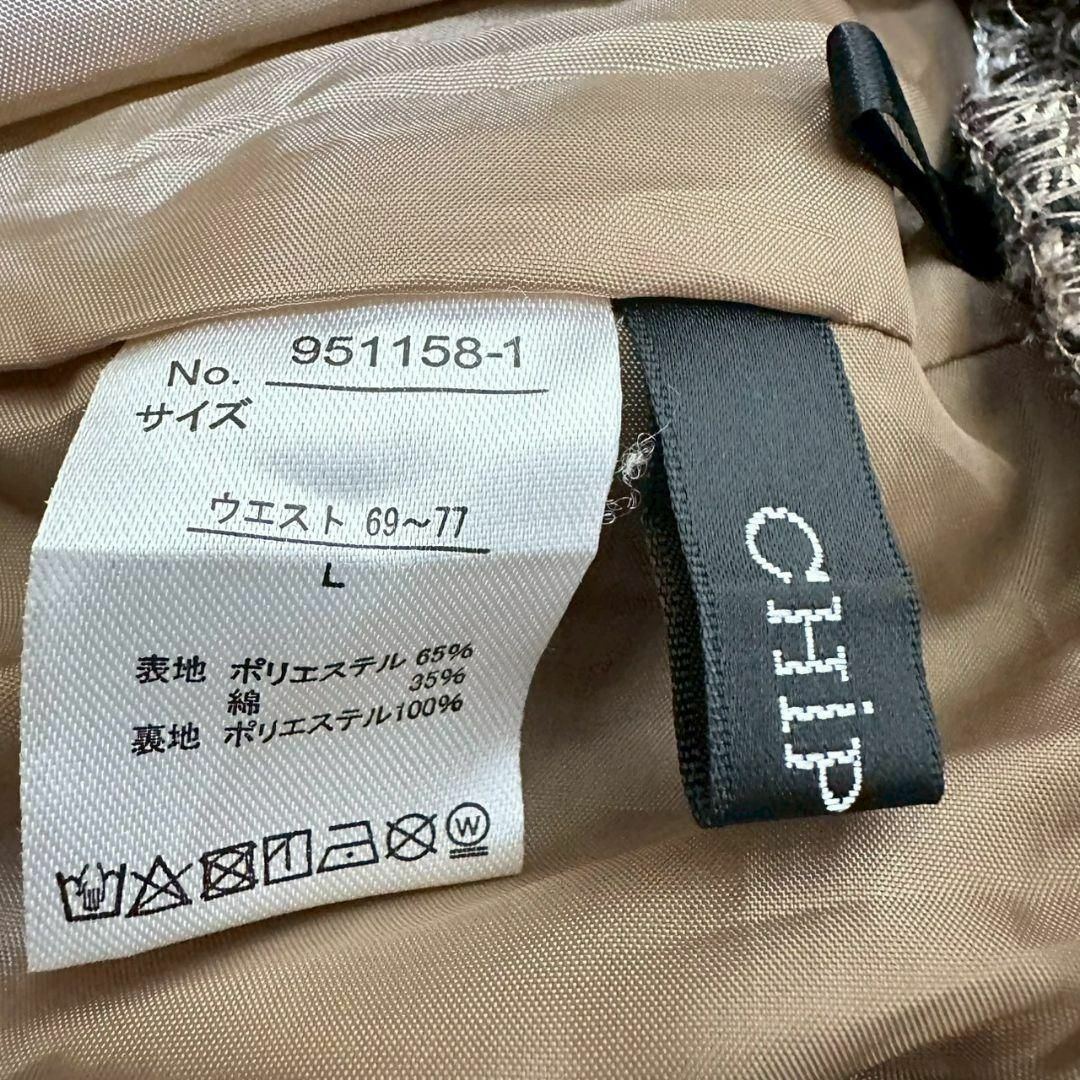 No. 951158-1
サイズ
ウエスト 69～77
L
表地 ポリエステル 65%
綿 35%
裏地 ポリエステル100%
W
CHiP